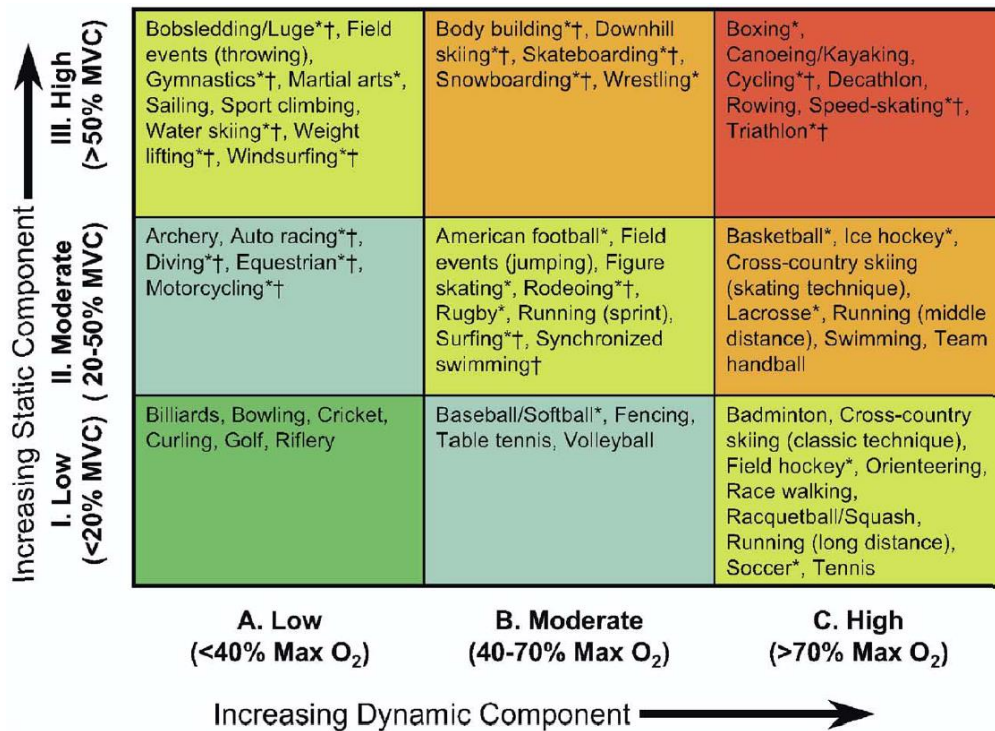 Increasing Static Component
III. High
(>50% MVC)
Bobsledding/Luge*†, Field
events (throwing),
Gymnastics*†, Martial arts*,
Sailing, Sport climbing,
Water skiing*†, Weight
lifting*†, Windsurfing*†
Body building*†, Downhill
skiing*†, Skateboarding*†,
Snowboarding*†, Wrestling*
Boxing*,
Canoeing/Kayaking,
Cycling*†, Decathlon,
Rowing, Speed-skating*†,
Triathlon*†
II. Moderate
( 20-50% MVC)
Archery, Auto racing*†,
Diving*†, Equestrian*†,
Motorcycling*†
American football*, Field
events (jumping), Figure
skating*, Rodeoing*†,
Rugby*, Running (sprint),
Surfing*†, Synchronized
swimming†
Basketball*, Ice hockey*,
Cross-country skiing
(skating technique),
Lacrosse*, Running (middle
distance), Swimming, Team
handball
I. Low
(<20% MVC)
Billiards, Bowling, Cricket,
Curling, Golf, Riflery
Baseball/Softball*, Fencing,
Table tennis, Volleyball
Badminton, Cross-country
skiing (classic technique),
Field hockey*, Orienteering,
Race walking,
Racquetball/Squash,
Running (long distance),
Soccer*, Tennis
A. Low
(<40% Max O₂)
B. Moderate
(40-70% Max O₂)
C. High
(>70% Max O₂)
Increasing Dynamic Component